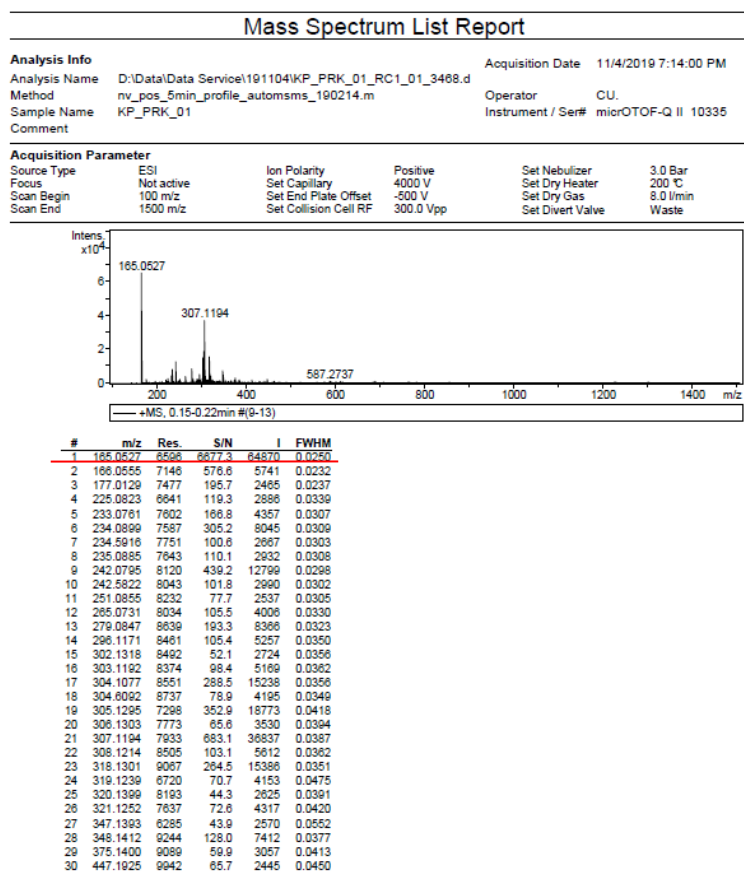 Mass Spectrum List Report
Analysis Info
Acquisition Date 11/4/2019 7:14:00 PM
Analysis Name D:\Data\Data Service\191104\KP_PRK_01_RC1_01_3468.d
Method nv_pos_5min_profile_automsms_190214.m Operator CU.
Sample Name KP_PRK_01 Instrument / Ser# micrOTOF-Q II 10335
Comment
Acquisition Parameter
Source Type ESI Ion Polarity Positive Set Nebulizer 3.0 Bar
Focus Not active Set Capillary 4000 V Set Dry Heater 200 °C
Scan Begin 100 m/z Set End Plate Offset -500 V Set Dry Gas 8.0 l/min
Scan End 1500 m/z Set Collision Cell RF 300.0 Vpp Set Divert Valve Waste
Intens.
x10⁴
165.0527
6
307.1194
4
2
587.2737
0
200 400 600 800 1000 1200 1400 m/z
+MS, 0.15-0.22min #(9-13)
# m/z Res. S/N I FWHM
1 165.0527 6596 6677.3 64870 0.0250
2 166.0555 7146 576.6 5741 0.0232
3 177.0129 7477 195.7 2465 0.0237
4 225.0823 6641 119.3 2886 0.0339
5 233.0761 7602 166.8 4357 0.0307
6 234.0899 7587 305.2 8045 0.0309
7 234.5916 7751 100.6 2667 0.0303
8 235.0885 7643 110.1 2932 0.0308
9 242.0795 8120 439.2 12799 0.0298
10 242.5822 8043 101.8 2990 0.0302
11 251.0855 8232 77.7 2537 0.0305
12 265.0731 8034 105.5 4006 0.0330
13 279.0847 8639 193.3 8366 0.0323
14 296.1171 8461 105.4 5257 0.0350
15 302.1318 8492 52.1 2724 0.0356
16 303.1192 8374 98.4 5169 0.0362
17 304.1077 8551 288.5 15238 0.0356
18 304.6092 8737 78.9 4195 0.0349
19 305.1295 7298 352.9 18773 0.0418
20 306.1303 7773 65.6 3530 0.0394
21 307.1194 7933 683.1 36837 0.0387
22 308.1214 8505 103.1 5612 0.0362
23 318.1301 9067 264.5 15386 0.0351
24 319.1239 6720 70.7 4153 0.0475
25 320.1399 8193 44.3 2625 0.0391
26 321.1252 7637 72.6 4317 0.0420
27 347.1393 6285 43.9 2570 0.0552
28 348.1412 9244 128.0 7412 0.0377
29 375.1400 9089 59.9 3057 0.0413
30 447.1925 9942 65.7 2445 0.0450